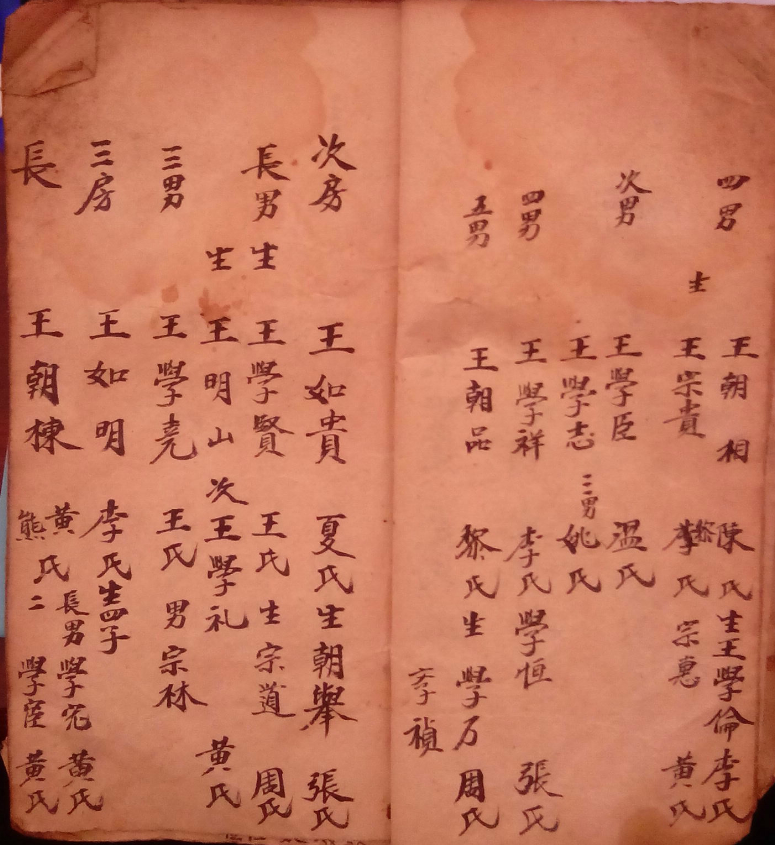 四男 王朝相 陳氏生王學倫李氏
生 王宗貴 黎李氏 宗惠 黃氏
次男 王學臣 温氏
王學志 三男 姚氏
四男 王學祥 李氏 學恒 張氏
五男 王朝品 黎氏生 學万 周氏
李禎
次房 王如貴 夏氏生朝舉 張氏
長男生 王學賢 王氏生宗道 周氏
生 王明山 次王學礼 黃氏
三男 王學堯 王氏男宗林
三房 王如明 李氏生四子
長 王朝棟 黃熊氏二
長男學 黃氏
學 黃氏